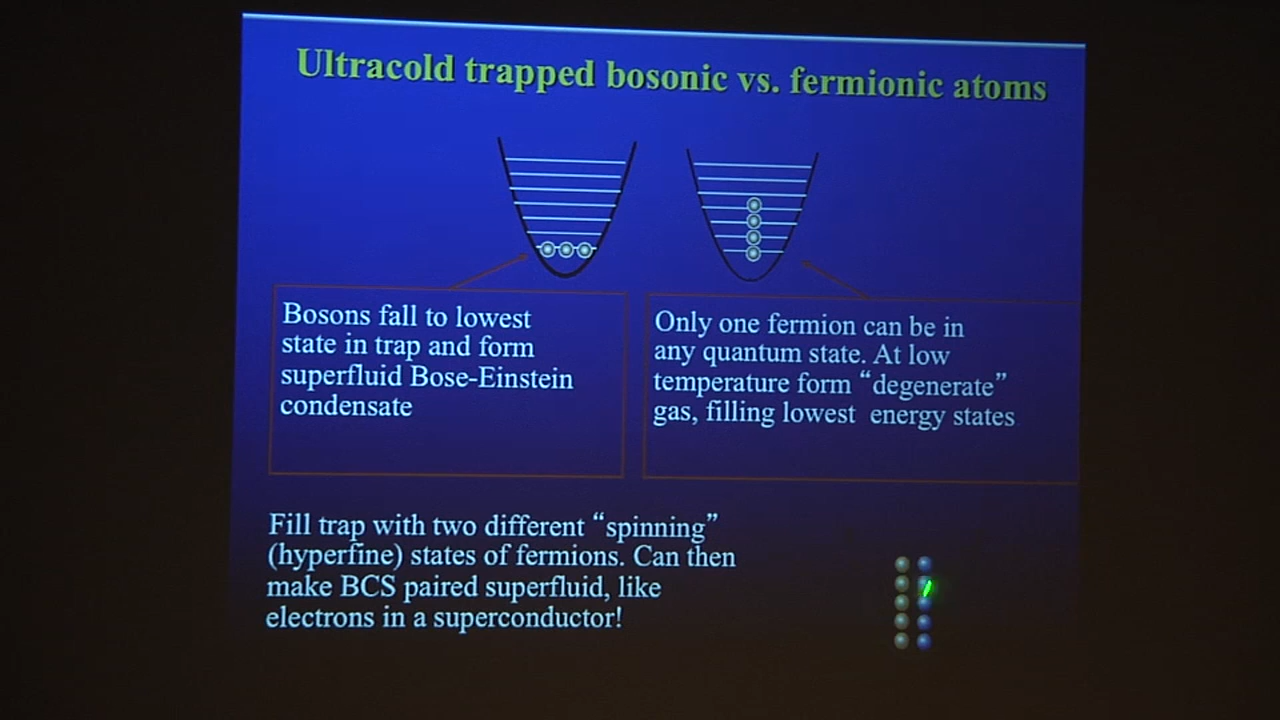 Ultracold trapped bosonic vs. fermionic atoms
Bosons fall to lowest
state in trap and form
superfluid Bose-Einstein
condensate
Only one fermion can be in
any quantum state. At low
temperature form “degenerate”
gas, filling lowest energy states
Fill trap with two different “spinning”
(hyperfine) states of fermions. Can then
make BCS paired superfluid, like
electrons in a superconductor!